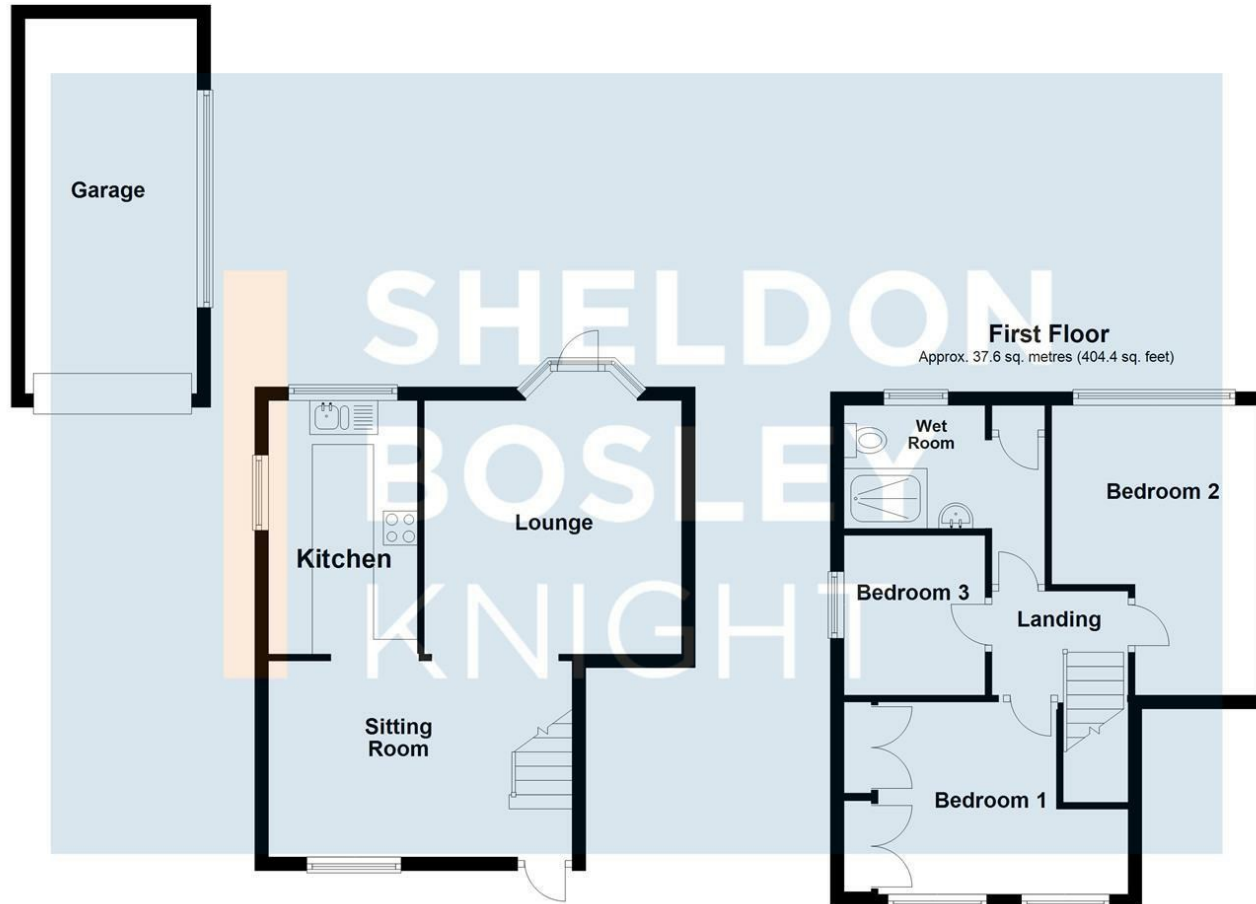 Garage
SHELDON
BOSLEY
KNIGHT
First Floor
Approx. 37.6 sq. metres (404.4 sq. feet)
Kitchen
Lounge
Sitting
Room
Wet
Room
Bedroom 2
Bedroom 3
Landing
Bedroom 1